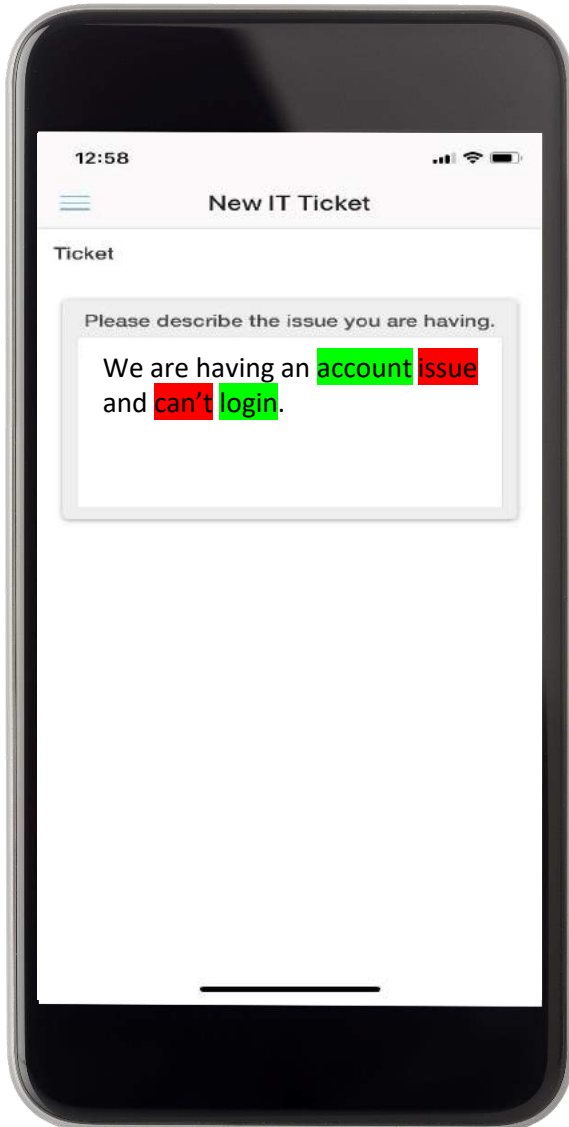 12:58
New IT Ticket
Ticket
Please describe the issue you are having.
We are having an account issue
and can’t login.